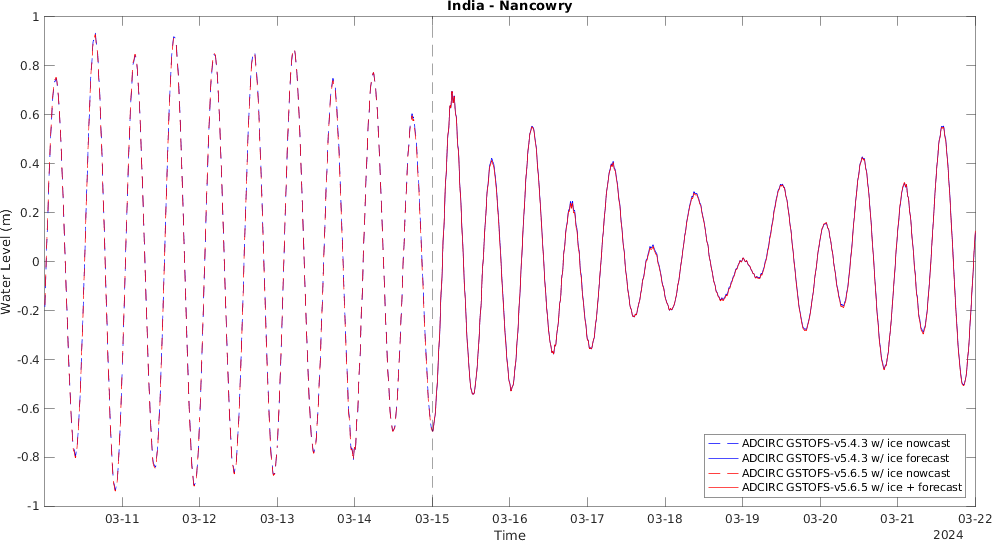 India - Nancowry
1
0.8
0.6
0.4
0.2
0
-0.2
-0.4
-0.6
-0.8
-1
Water Level (m)
03-11 03-12 03-13 03-14 03-15 03-16 03-17 03-18 03-19 03-20 03-21 03-22
Time
2024
ADCIRC GSTOFS-v5.4.3 w/ ice nowcast
ADCIRC GSTOFS-v5.4.3 w/ ice forecast
ADCIRC GSTOFS-v5.6.5 w/ ice nowcast
ADCIRC GSTOFS-v5.6.5 w/ ice + forecast